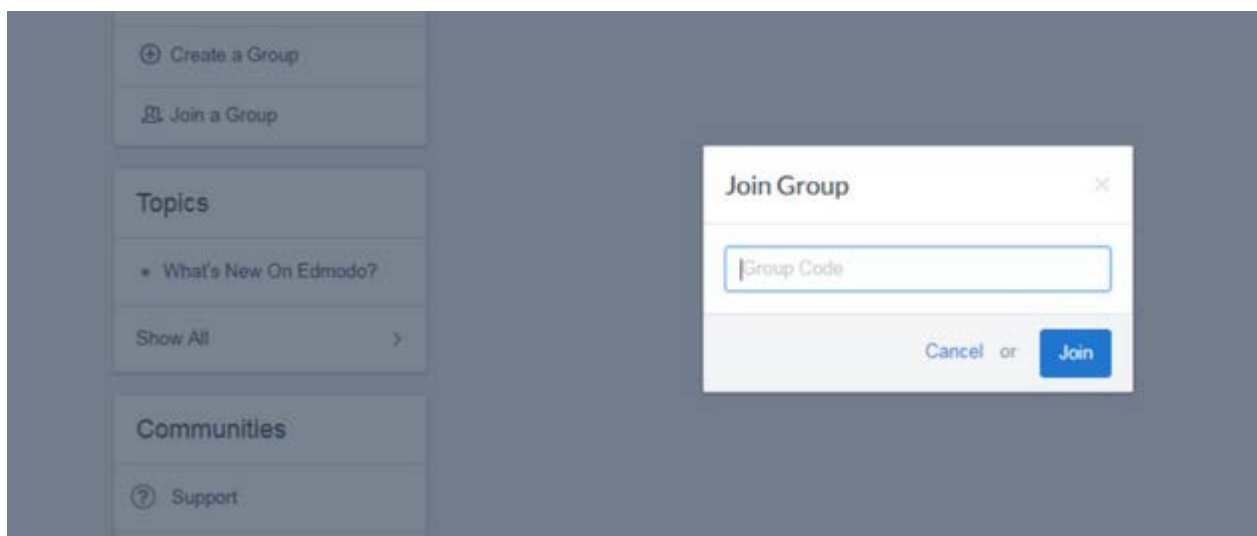 Create a Group
Join a Group
Topics
• What's New On Edmodo?
Show All
Communities
Support
Join Group
Group Code
Cancel or Join